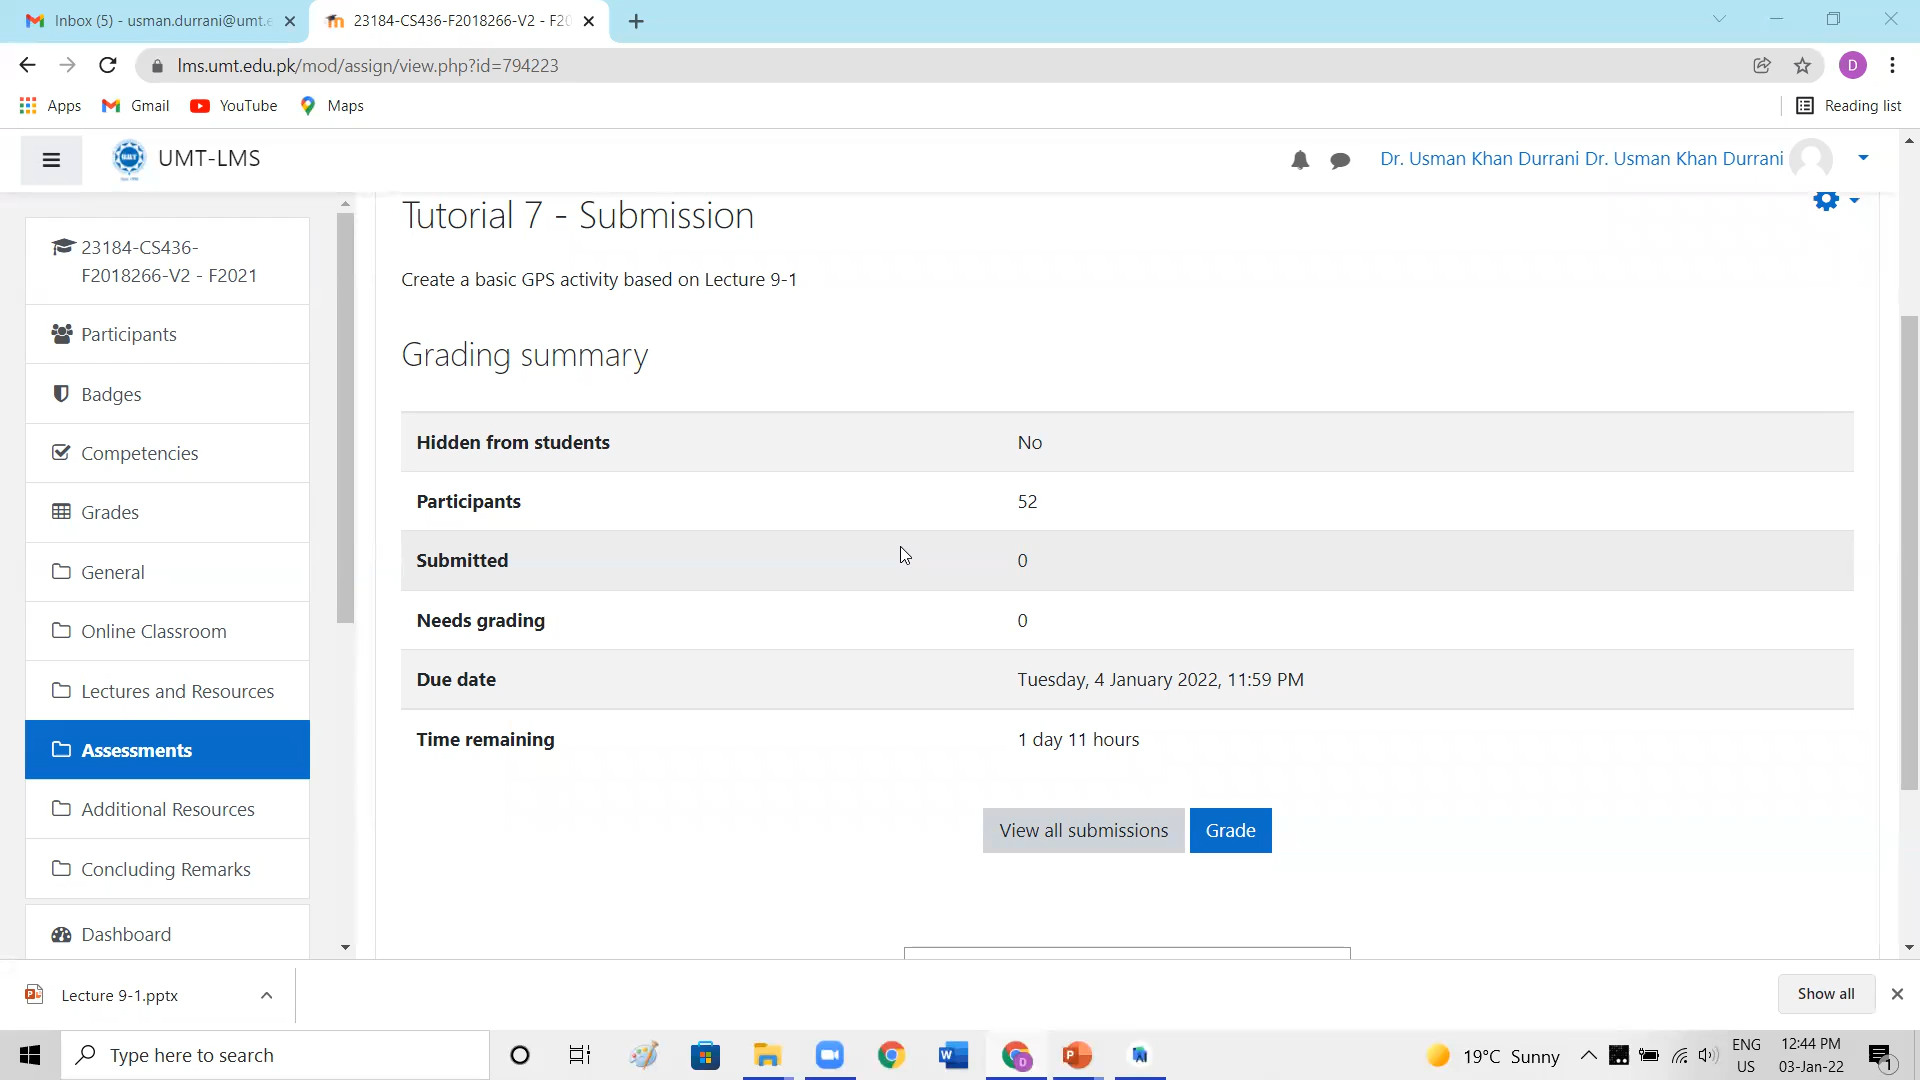 Inbox (5) - usman.durrani@umt.e
23184-CS436-F2018266-V2 - F20
lms.umt.edu.pk/mod/assign/view.php?id=794223
D
Apps
Gmail
YouTube
Maps
Reading list
UMT-LMS
Dr. Usman Khan Durrani Dr. Usman Khan Durrani
23184-CS436-
F2018266-V2 - F2021
Participants
Badges
Competencies
Grades
General
Online Classroom
Lectures and Resources
Assessments
Additional Resources
Concluding Remarks
Dashboard
Tutorial 7 - Submission
Create a basic GPS activity based on Lecture 9-1
Grading summary
Hidden from students No
Participants 52
Submitted 0
Needs grading 0
Due date Tuesday, 4 January 2022, 11:59 PM
Time remaining 1 day 11 hours
View all submissions
Grade
Lecture 9-1.pptx
Show all
Type here to search
19°C Sunny
ENG
US
12:44 PM
03-Jan-22
1